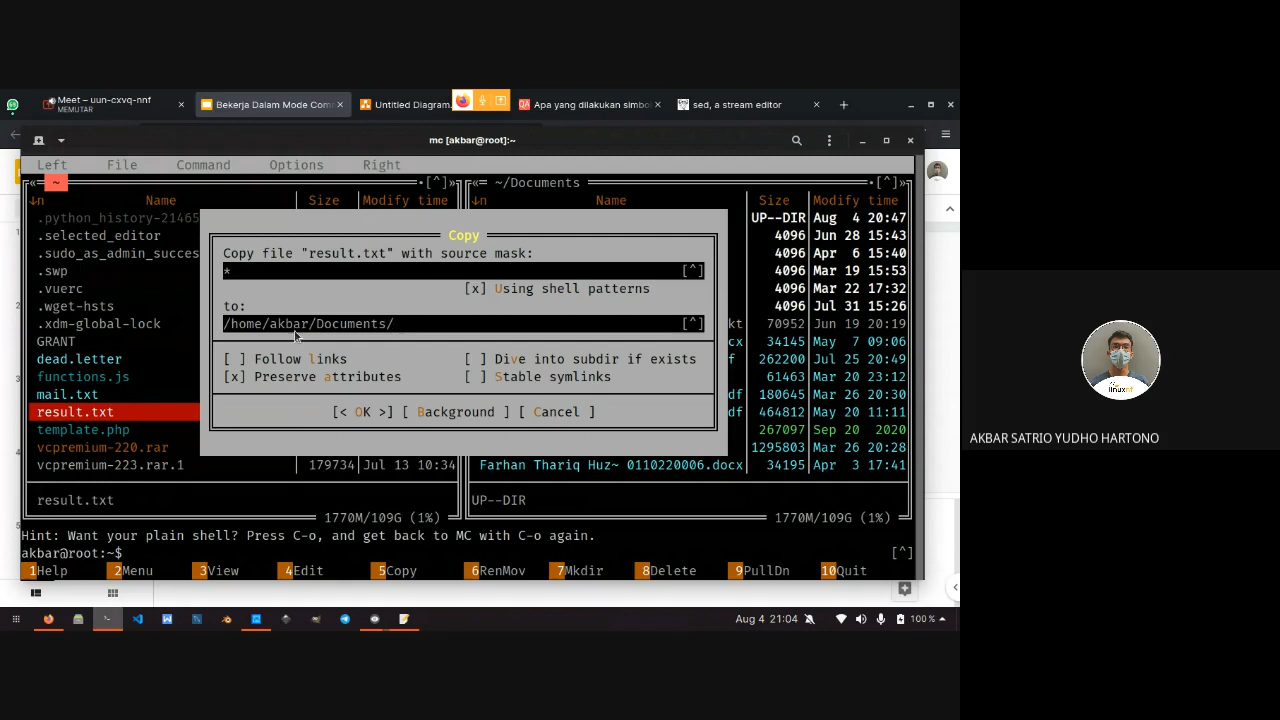 Meet – uun-cxvq-nnf
MEMUTAR
Bekerja Dalam Mode Com
Untitled Diagram.
Apa yang dilakukan simbo
sed, a stream editor
mc [akbar@root]:~
Left File Command Options Right
~ ~/Documents
↓n Name Size Modify time ↓n Name Size Modify time
.python_history-21465 UP--DIR Aug 4 20:47
.selected_editor 4096 Jun 28 15:43
.sudo_as_admin_succes 4096 Apr 6 15:40
.swp 4096 Mar 19 15:53
.vuerc 4096 Mar 22 17:32
.wget-hsts 4096 Jul 31 15:26
.xdm-global-lock kt 70952 Jun 19 20:19
GRANT cx 34145 May 7 09:06
dead.letter df 262200 Jul 25 20:49
functions.js 61463 Mar 20 23:12
mail.txt df 180645 Mar 20 20:36
result.txt df 464812 May 20 11:11
template.php 267097 Sep 20 2020
vcpremium-220.rar 1295803 Mar 26 20:28
vcpremium-223.rar.1 179734 Jul 13 10:34 Farhan Thariq Huz~ 0110220006.docx 34195 Apr 3 17:41
Copy
Copy file "result.txt" with source mask:
* [^]
[x] Using shell patterns
to:
/home/akbar/Documents/ [^]
[ ] Follow links [ ] Dive into subdir if exists
[x] Preserve attributes [ ] Stable symlinks
[< OK >] [ Background ] [ Cancel ]
result.txt UP--DIR
1770M/109G (1%) 1770M/109G (1%)
Hint: Want your plain shell? Press C-o, and get back to MC with C-o again.
akbar@root:~$ [^]
1Help 2Menu 3View 4Edit 5Copy 6RenMov 7Mkdir 8Delete 9PullDn 10Quit
Aug 4 21:04
100 %
linuxnf
AKBAR SATRIO YUDHO HARTONO